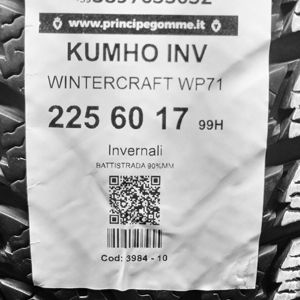 www.principegomme.it
KUMHO INV
WINTERCRAFT WP71
225 60 17 99H
Invernali
BATTISTRADA 90%MM
Cod: 3984 - 10